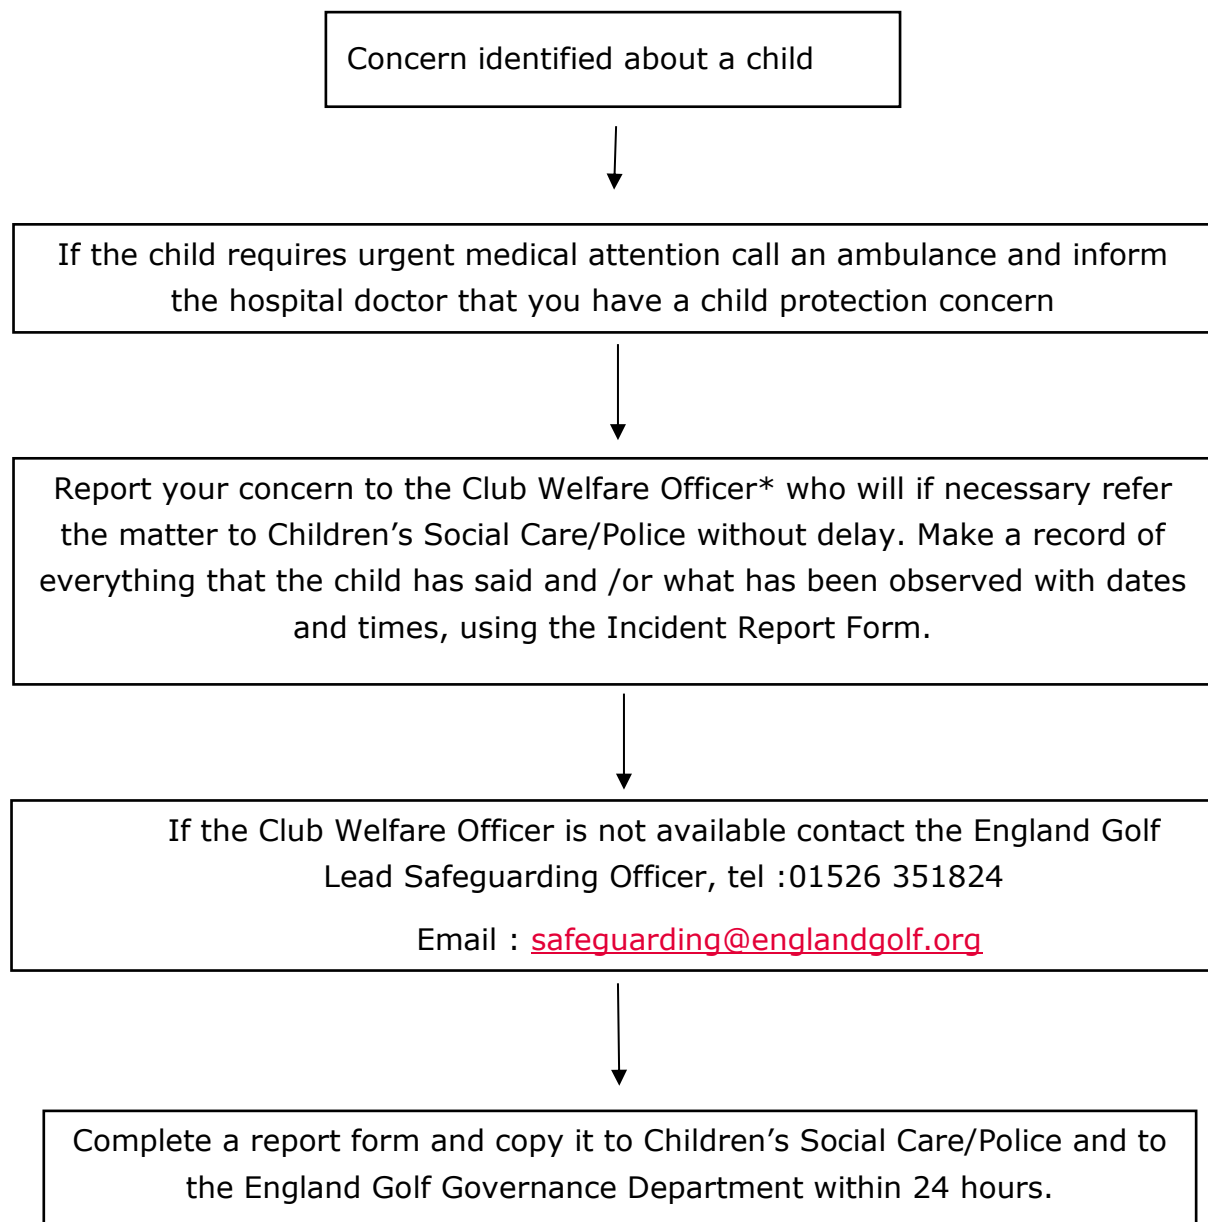 Concern identified about a child
If the child requires urgent medical attention call an ambulance and inform
the hospital doctor that you have a child protection concern
Report your concern to the Club Welfare Officer* who will if necessary refer
the matter to Children’s Social Care/Police without delay. Make a record of
everything that the child has said and /or what has been observed with dates
and times, using the Incident Report Form.
If the Club Welfare Officer is not available contact the England Golf
Lead Safeguarding Officer, tel :01526 351824
Email : safeguarding@englandgolf.org
Complete a report form and copy it to Children’s Social Care/Police and to
the England Golf Governance Department within 24 hours.